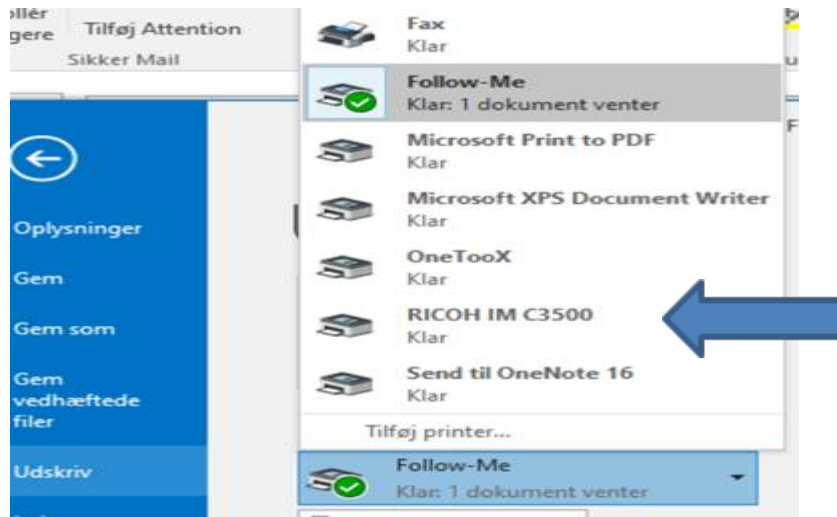 gere
Tilføj Attention
Sikker Mail
Oplysninger
Gem
Gem som
Gem
vedhæftede
filer
Udskriv
Fax
Klar
Follow-Me
Klar: 1 dokument venter
Microsoft Print to PDF
Klar
Microsoft XPS Document Writer
Klar
OneTooX
Klar
RICOH IM C3500
Klar
Send til OneNote 16
Klar
Tilføj printer...
Follow-Me
Klar: 1 dokument venter